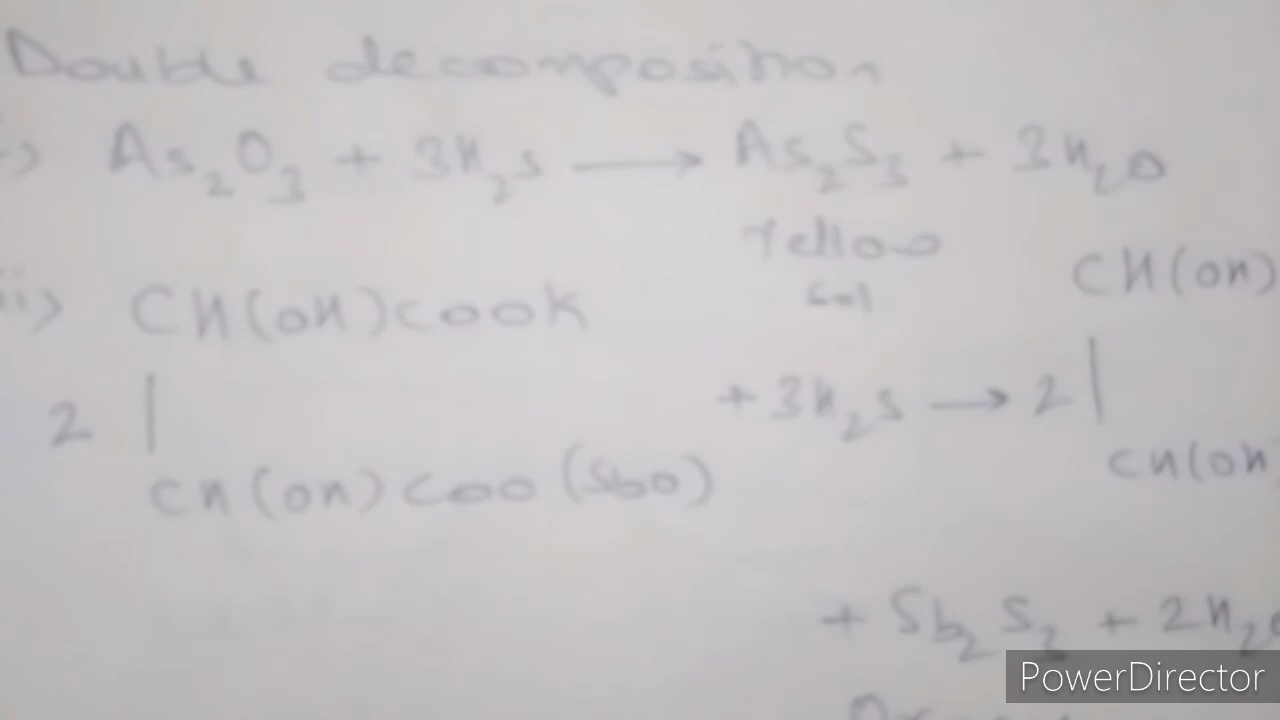 Double decomposition
i) As₂O₃ + 3H₂S ⟶ As₂S₃ + 3H₂O
Yellow
Sol
ii) CH(OH)COOK
2 | + 3H₂S ⟶ 2 |
CH(OH)COO(SbO)
CH(OH)
CH(OH
+ Sb₂S₃ + 2H₂O
PowerDirector